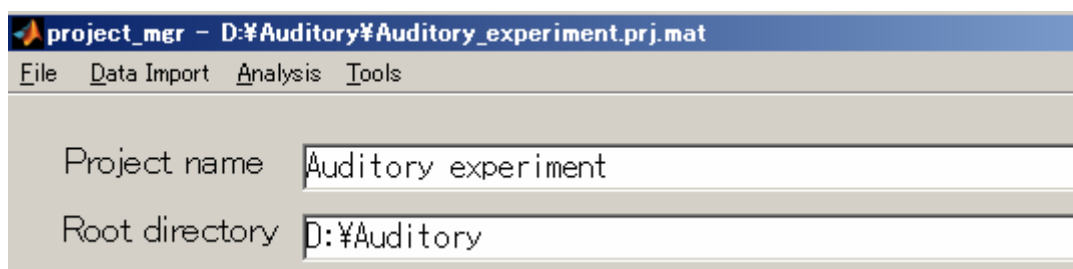 project_mgr - D:¥Auditory¥Auditory_experiment.prj.mat
File Data Import Analysis Tools
Project name Auditory experiment
Root directory D:¥Auditory